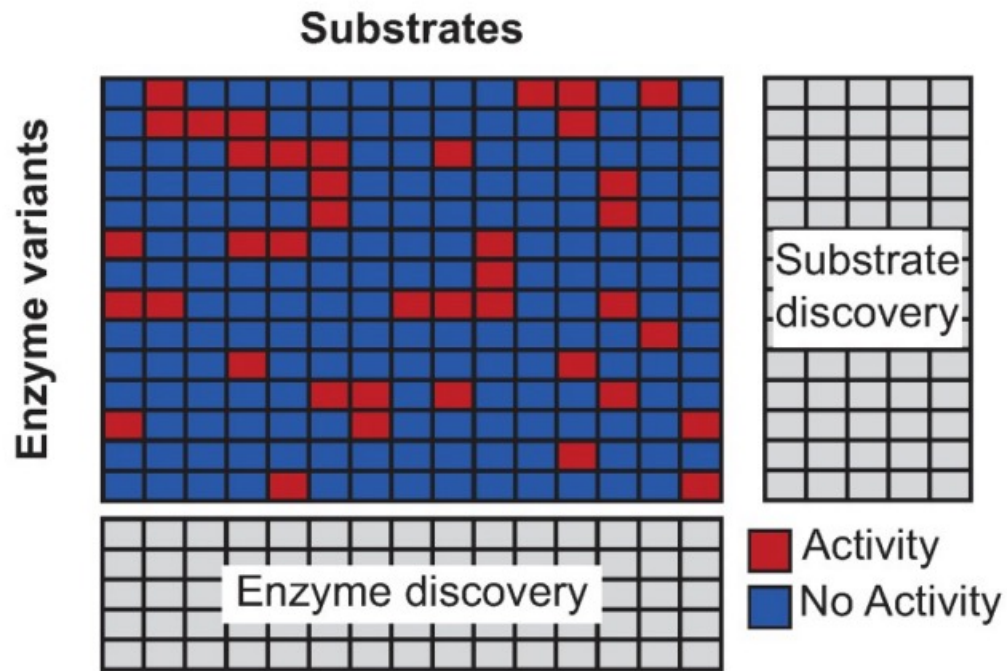 Substrates
Enzyme variants
Substrate
discovery
Enzyme discovery
Activity
No Activity